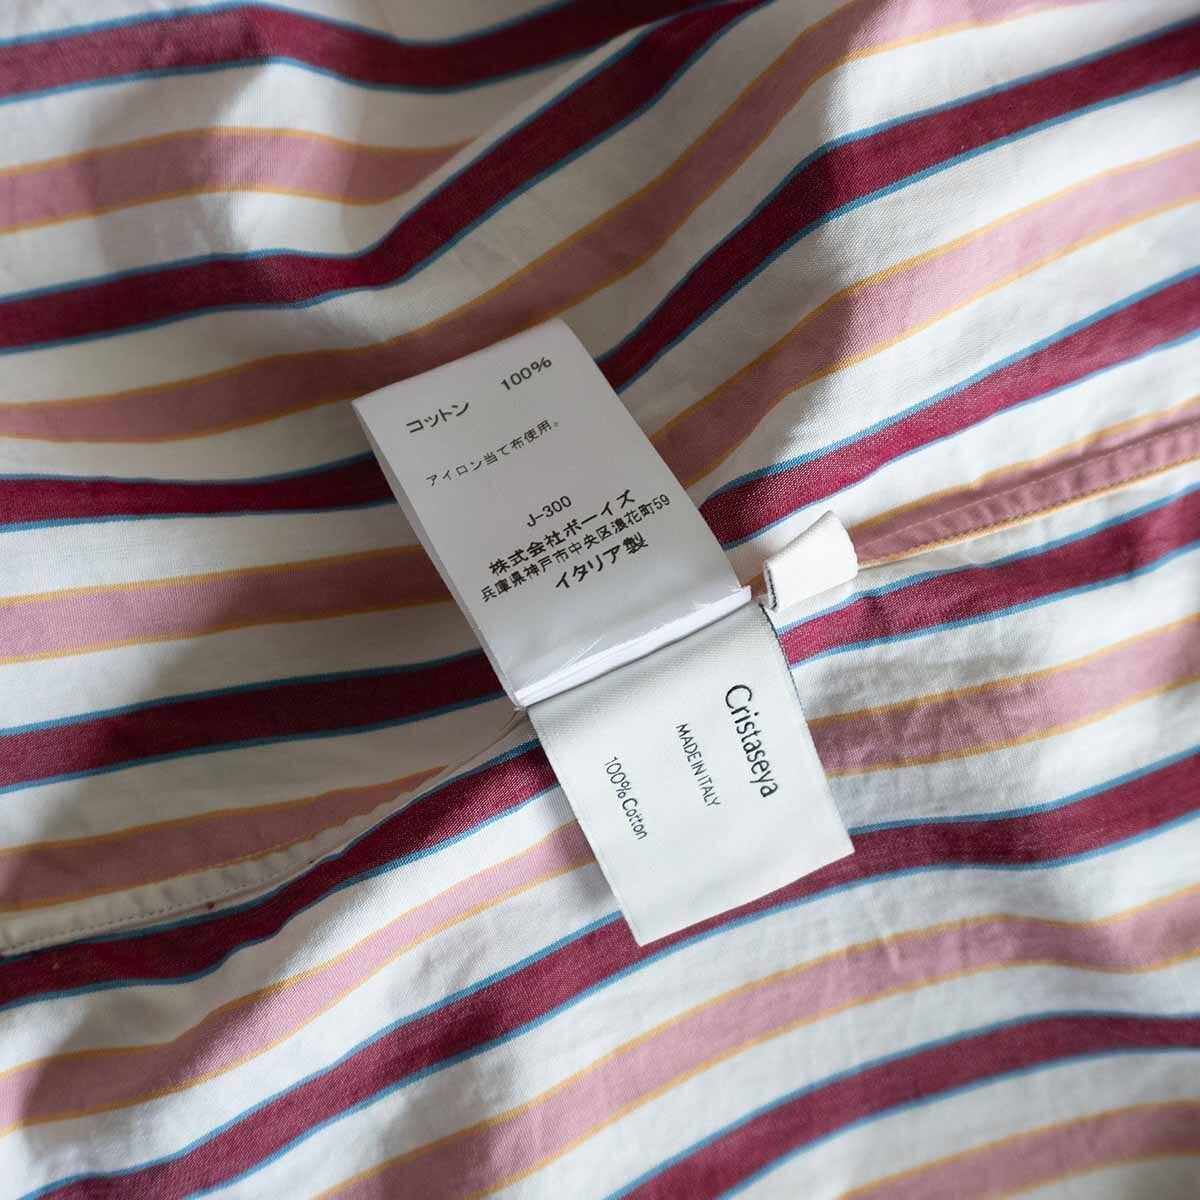 コットン 100%
アイロン当て布使用。
J-300
株式会社ボーイズ
兵庫県神戸市中央区浪花町59
イタリア製
Cristaseya
MADE IN ITALY
100% Cotton